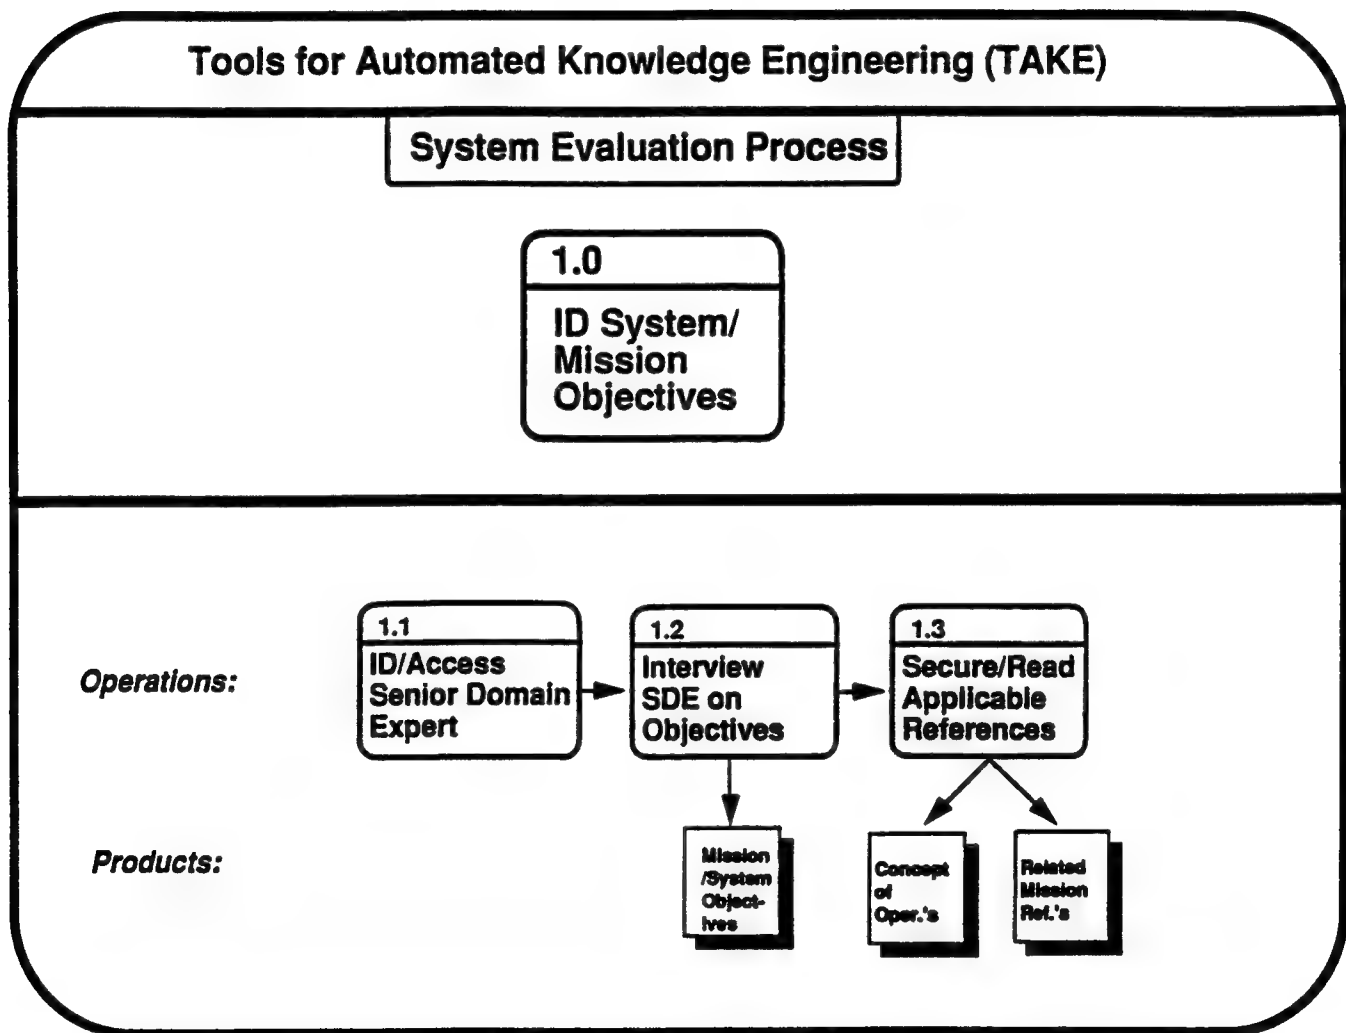 Tools for Automated Knowledge Engineering (TAKE)
System Evaluation Process
1.0
ID System/
Mission
Objectives
Operations:
1.1
ID/Access
Senior Domain
Expert
1.2
Interview
SDE on
Objectives
1.3
Secure/Read
Applicable
References
Products:
Mission
/System
Object-
ives
Concept
of
Oper.'s
Related
Mission
Ref.'s